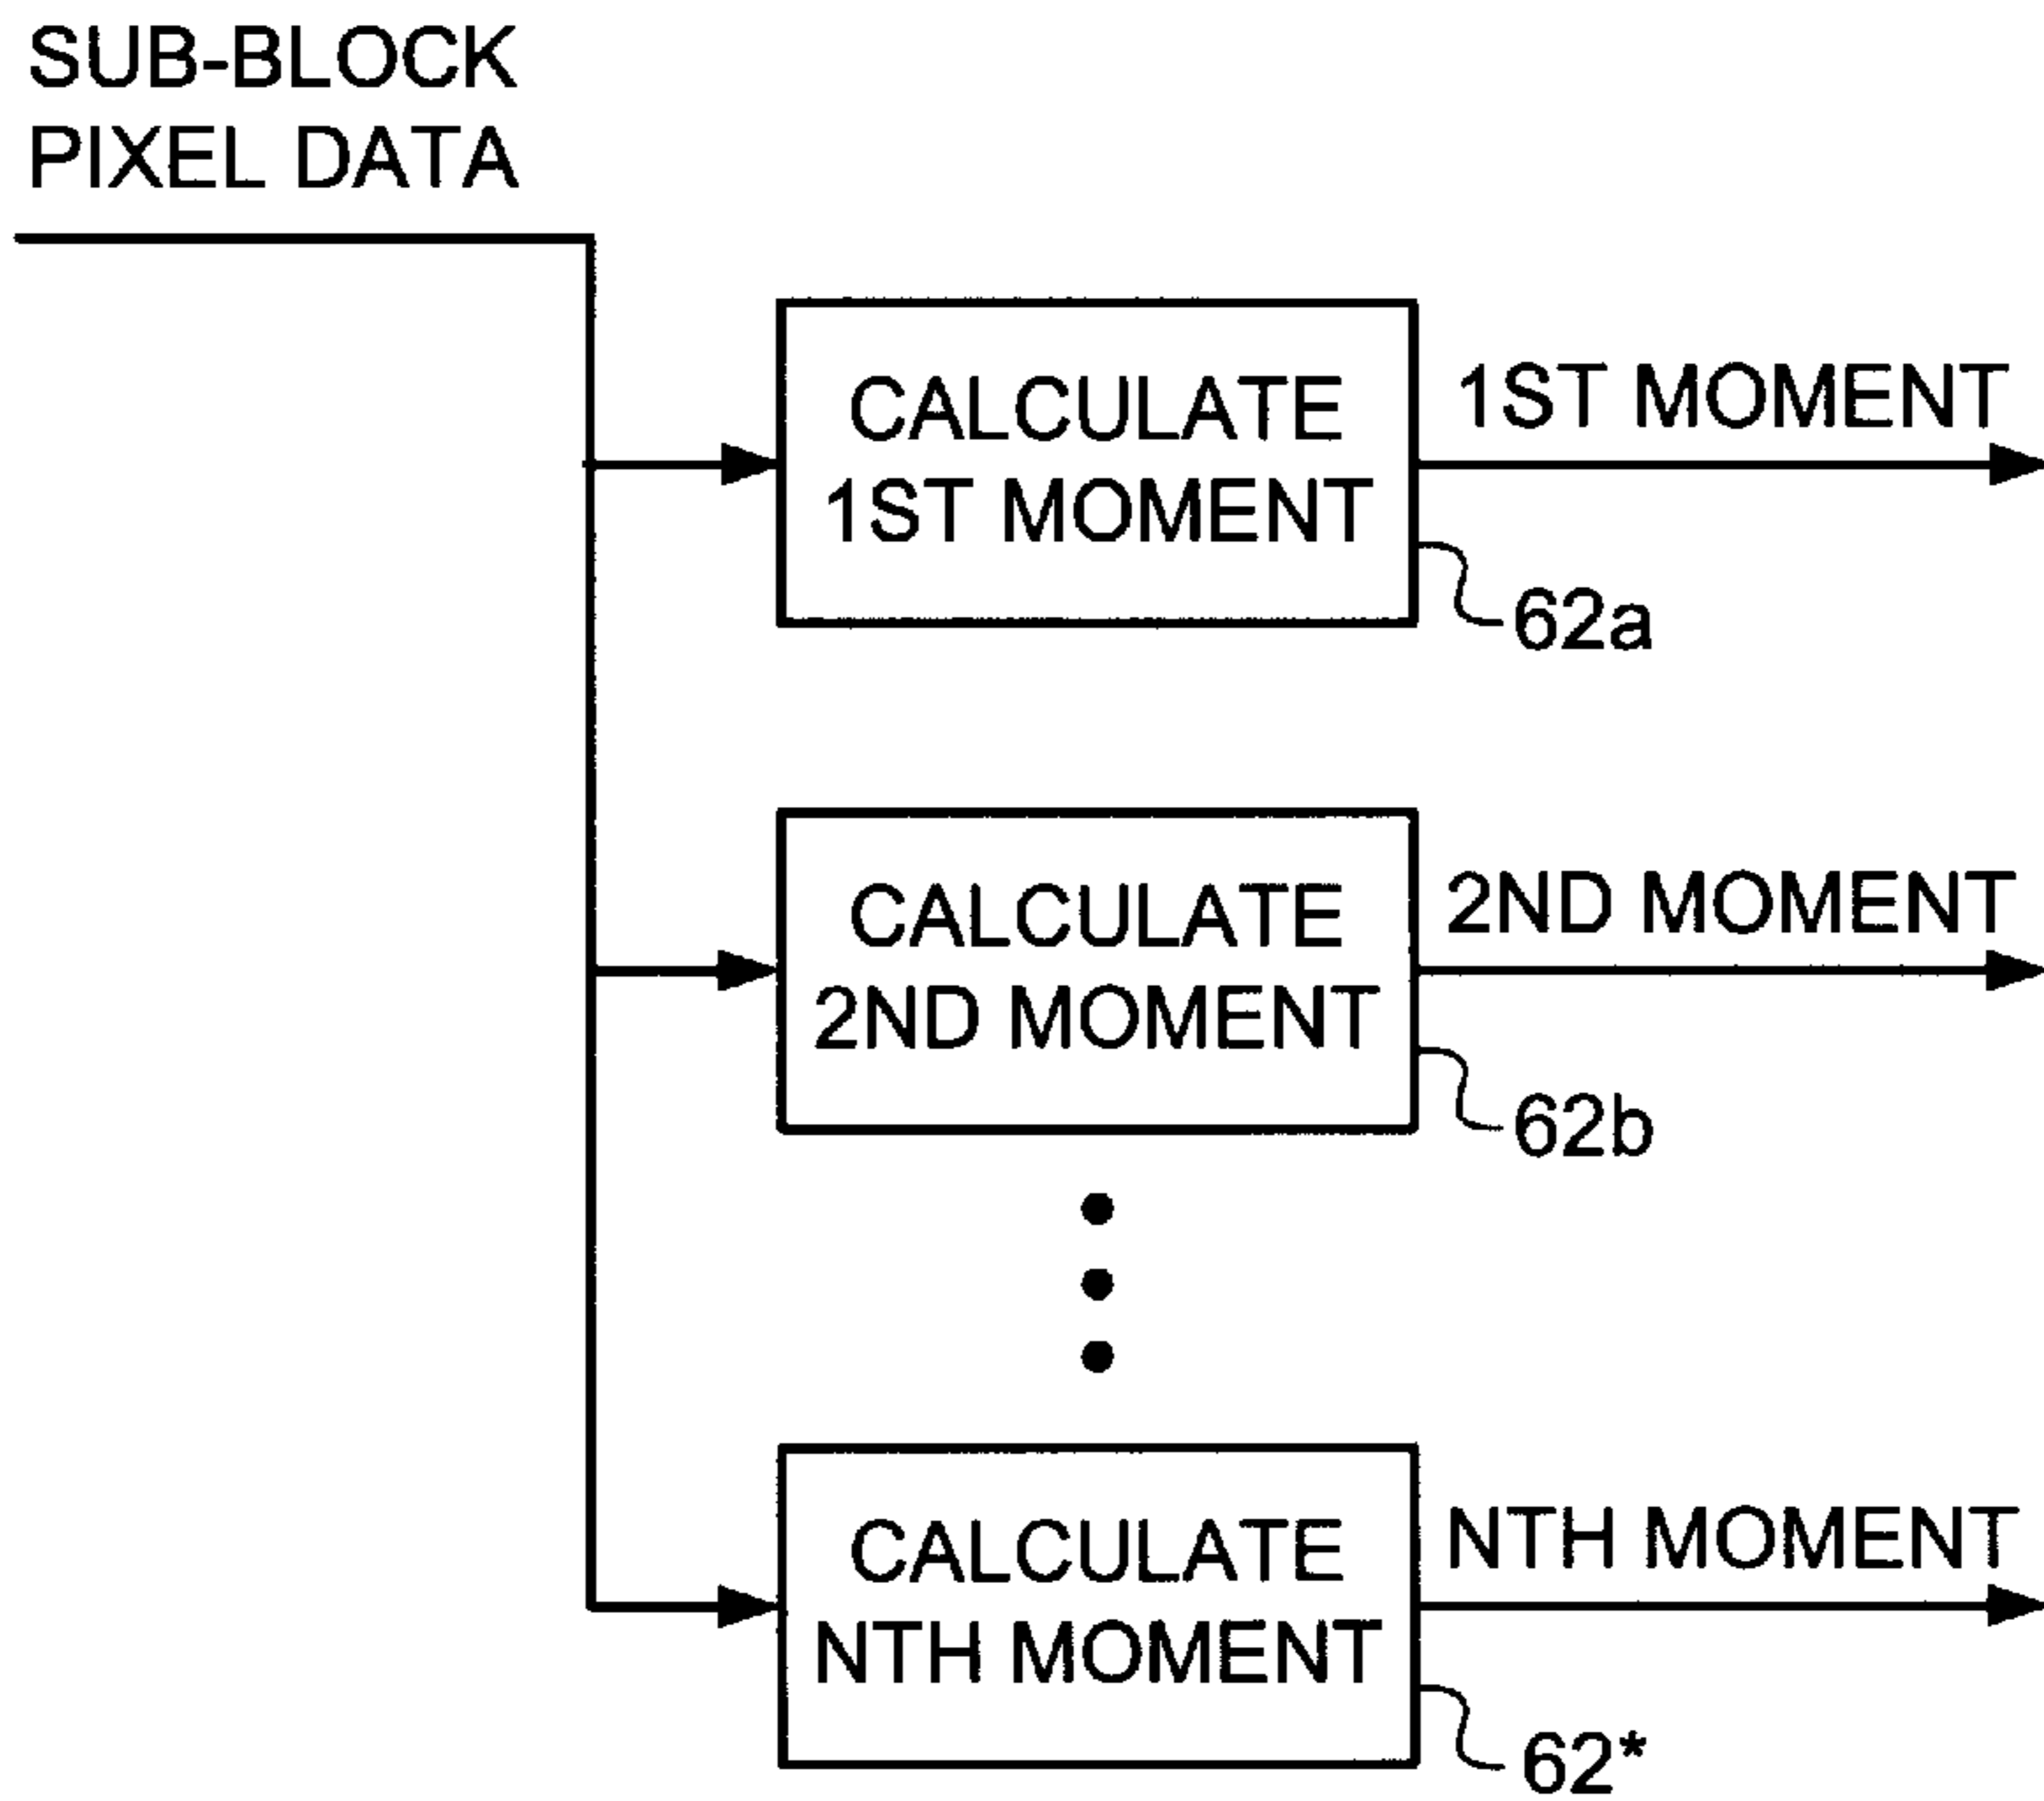 SUB-BLOCK
PIXEL DATA
CALCULATE
1ST MOMENT
1ST MOMENT
62a
CALCULATE
2ND MOMENT
2ND MOMENT
62b
CALCULATE
NTH MOMENT
NTH MOMENT
62*